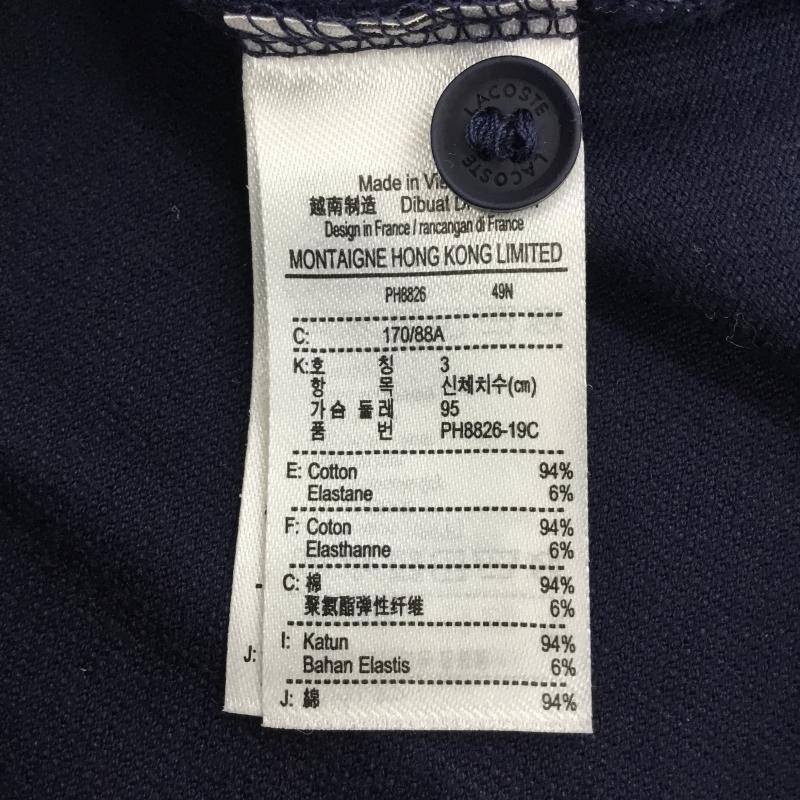 LACOSTE
LACOSTE
Made in
越南制造 Dibuat
Design in France / rancangan di France
MONTAIGNE HONG KONG LIMITED
PH8826 49N
C: 170/88A
K:호 칭 3
항 목 신체치수(cm)
가슴 둘레 95
품 번 PH8826-19C
E: Cotton 94%
Elastane 6%
F: Coton 94%
Elasthanne 6%
C: 棉 94%
聚氨酯弹性纤维 6%
I: Katun 94%
Bahan Elastis 6%
J: 綿 94%
J: